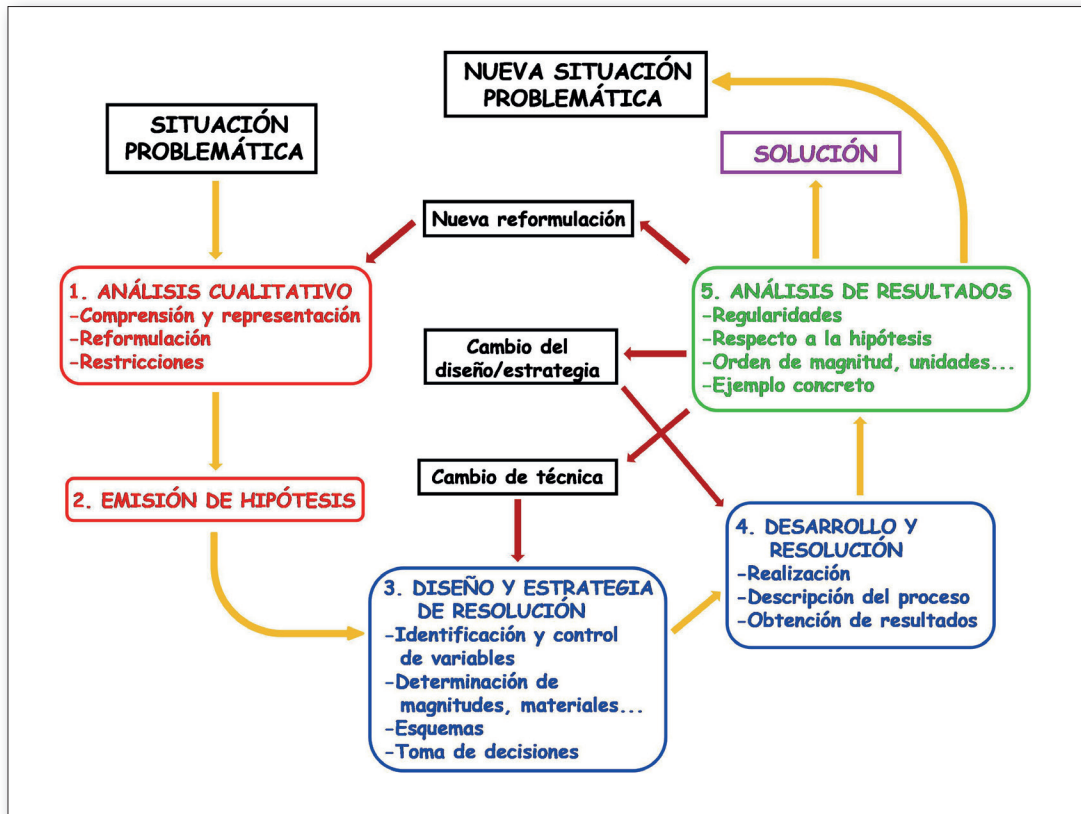 NUEVA SITUACIÓN
PROBLEMÁTICA
SITUACIÓN
PROBLEMÁTICA
SOLUCIÓN
Nueva reformulación
1. ANÁLISIS CUALITATIVO
-Comprensión y representación
-Reformulación
-Restricciones
5. ANÁLISIS DE RESULTADOS
-Regularidades
-Respecto a la hipótesis
-Orden de magnitud, unidades...
-Ejemplo concreto
Cambio del
diseño/estrategia
Cambio de técnica
2. EMISIÓN DE HIPÓTESIS
4. DESARROLLO Y
RESOLUCIÓN
-Realización
-Descripción del proceso
-Obtención de resultados
3. DISEÑO Y ESTRATEGIA
DE RESOLUCIÓN
-Identificación y control
de variables
-Determinación de
magnitudes, materiales...
-Esquemas
-Toma de decisiones